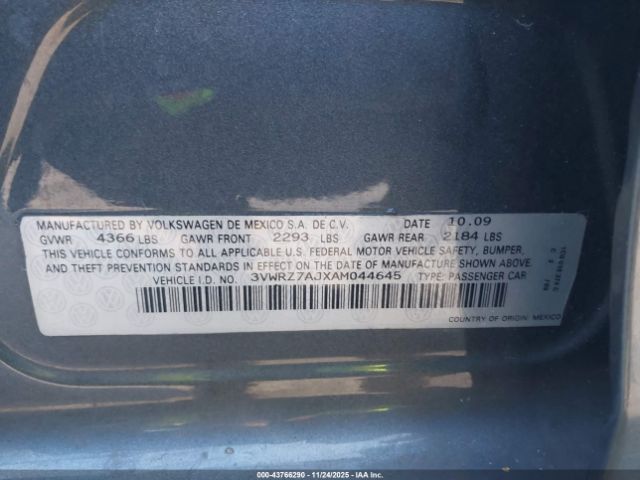 MANUFACTURED BY VOLKSWAGEN DE MEXICO S.A. DE C.V. DATE 10.09
GVWR 4366 LBS GAWR FRONT 2293 LBS GAWR REAR 2184 LBS
THIS VEHICLE CONFORMS TO ALL APPLICABLE U.S. FEDERAL MOTOR VEHICLE SAFETY, BUMPER,
AND THEFT PREVENTION STANDARDS IN EFFECT ON THE DATE OF MANUFACTURE SHOWN ABOVE.
VEHICLE I.D. NO. 3VWRZ7AJXAM044645 TYPE: PASSENGER CAR
COUNTRY OF ORIGIN: MEXICO
STOCK: 43766290 - 11/24/2025 - © IAA Inc.